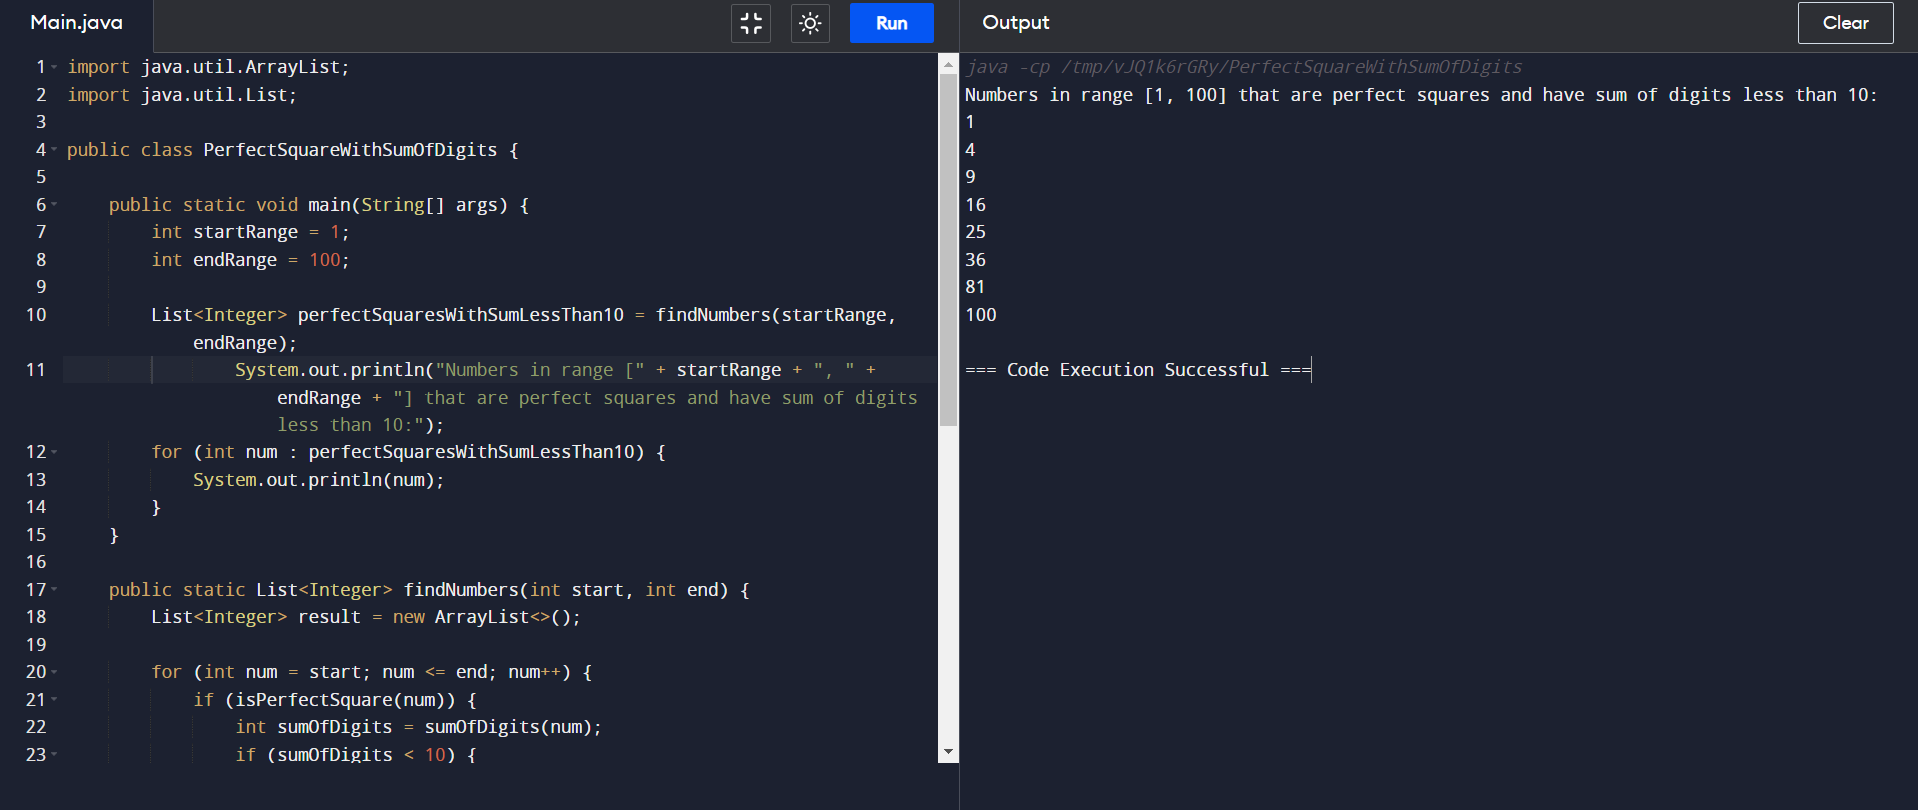 Main.java
Run
1 import java.util.ArrayList;
2 import java.util.List;
3
4 public class PerfectSquareWithSumOfDigits {
5
6 public static void main(String[] args) {
7 int startRange = 1;
8 int endRange = 100;
9
10 List<Integer> perfectSquaresWithSumLessThan10 = findNumbers(startRange,
endRange);
11 System.out.println("Numbers in range [" + startRange + ", " +
endRange + "] that are perfect squares and have sum of digits
less than 10:");
12 for (int num : perfectSquaresWithSumLessThan10) {
13 System.out.println(num);
14 }
15 }
16
17 public static List<Integer> findNumbers(int start, int end) {
18 List<Integer> result = new ArrayList<>();
19
20 for (int num = start; num <= end; num++) {
21 if (isPerfectSquare(num)) {
22 int sumOfDigits = sumOfDigits(num);
23 if (sumOfDigits < 10) {
Output
Clear
java -cp /tmp/vJQ1k6rGRy/PerfectSquareWithSumOfDigits
Numbers in range [1, 100] that are perfect squares and have sum of digits less than 10:
1
4
9
16
25
36
81
100
=== Code Execution Successful ===